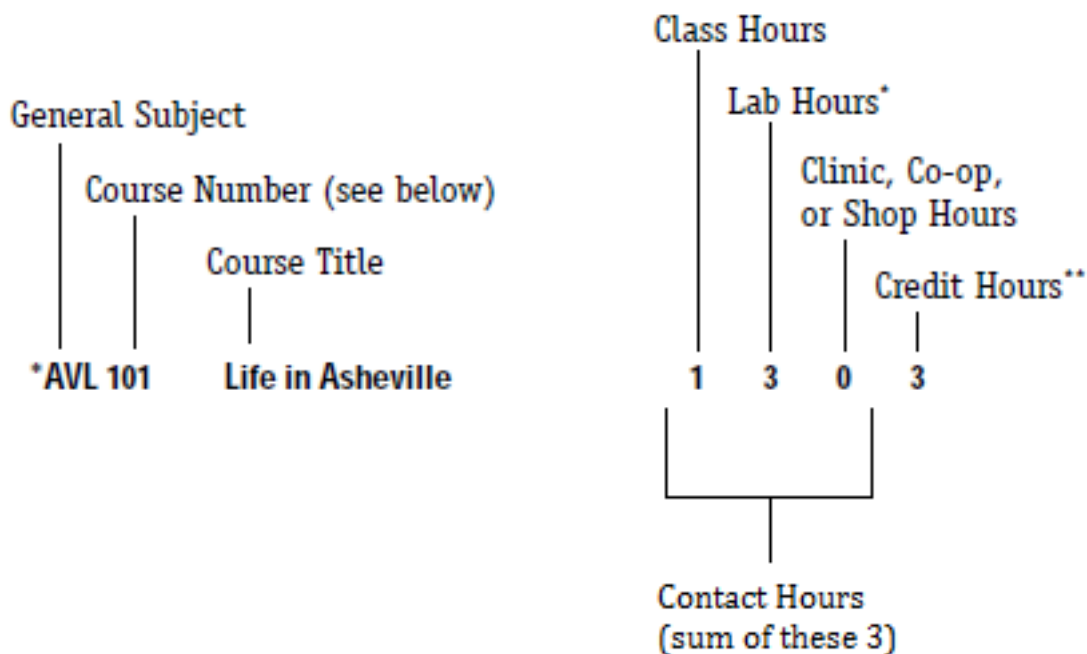 Class Hours
Lab Hours*
General Subject
Clinic, Co-op,
or Shop Hours
Course Number (see below)
Course Title
Credit Hours**
*AVL 101 Life in Asheville 1 3 0 3
Contact Hours
(sum of these 3)